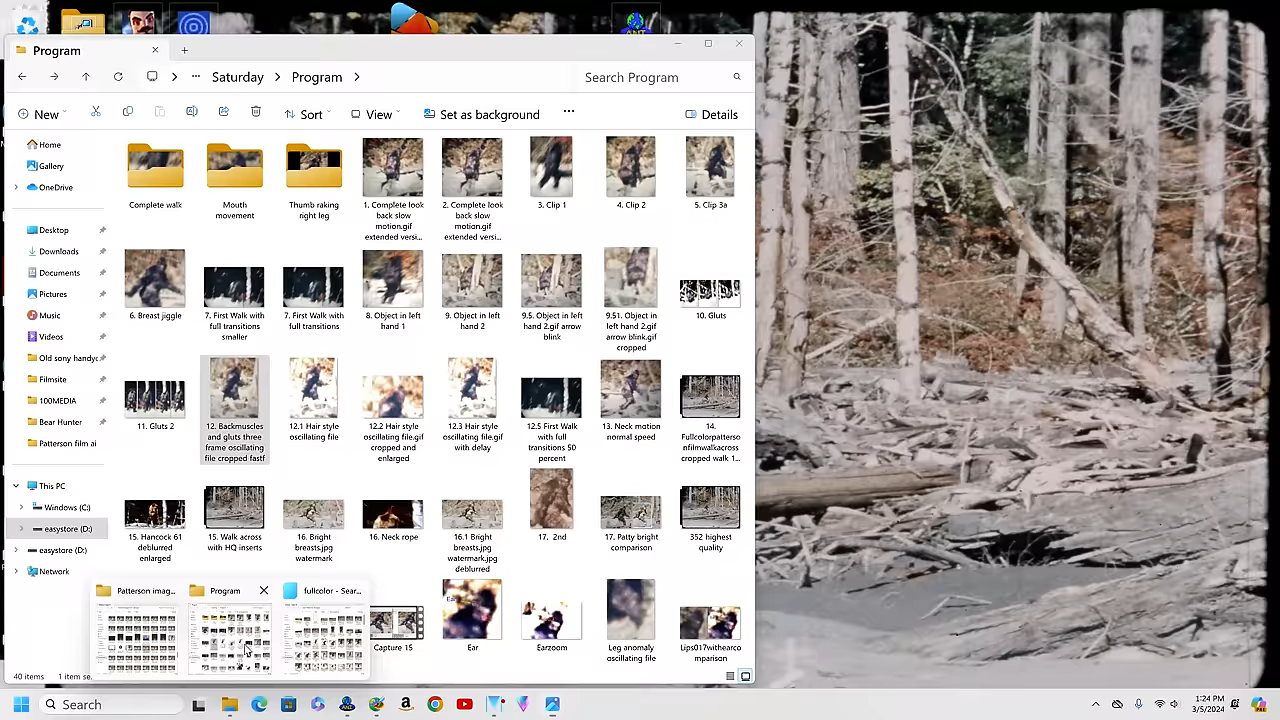 Program
Saturday
Program
Search Program
New
Sort
View
Set as background
Details
Home
Gallery
OneDrive
Desktop
Downloads
Documents
Pictures
Music
Videos
Old sony handyc
Filmsite
100MEDIA
Bear Hunter
Patterson film ai
This PC
Windows (C:)
easystore (D:)
easystore (D:)
Network
Complete walk
Mouth
movement
Thumb raking
right leg
1. Complete look
back slow
motion.gif
extended versi...
2. Complete look
back slow
motion.gif
extended versi...
3. Clip 1
4. Clip 2
5. Clip 3a
6. Breast jiggle
7. First Walk with
full transitions
smaller
7. First Walk with
full transitions
8. Object in left
hand 1
9. Object in left
hand 2
9.5. Object in left
hand 2.gif arrow
blink
9.51. Object in
left hand 2.gif
arrow blink.gif
cropped
10. Gluts
11. Gluts 2
12. Backmuscles
and gluts three
frame oscillating
file cropped fastf
12.1 Hair style
oscillating file
12.2 Hair style
oscillating file.gif
cropped and
enlarged
12.3 Hair style
oscillating file.gif
with delay
12.5 First Walk
with full
transitions 50
percent
13. Neck motion
normal speed
14.
Fullcolorpatterso
nfilmwalkacross
cropped walk 1...
15. Hancock 61
deblurred
enlarged
15. Walk across
with HQ inserts
16. Bright
breasts.jpg
watermark
16. Neck rope
16.1 Bright
breasts.jpg
watermark.jpg
deblurred
17. 2nd
17. Patty bright
comparison
352 highest
quality
Capture 15
Ear
Earzoom
Leg anomaly
oscillating file
Lips017withearco
mparison
Patterson imag...
Program
fullcolor - Sear...
40 items
1 item se
Search
1:24 PM
3/5/2024